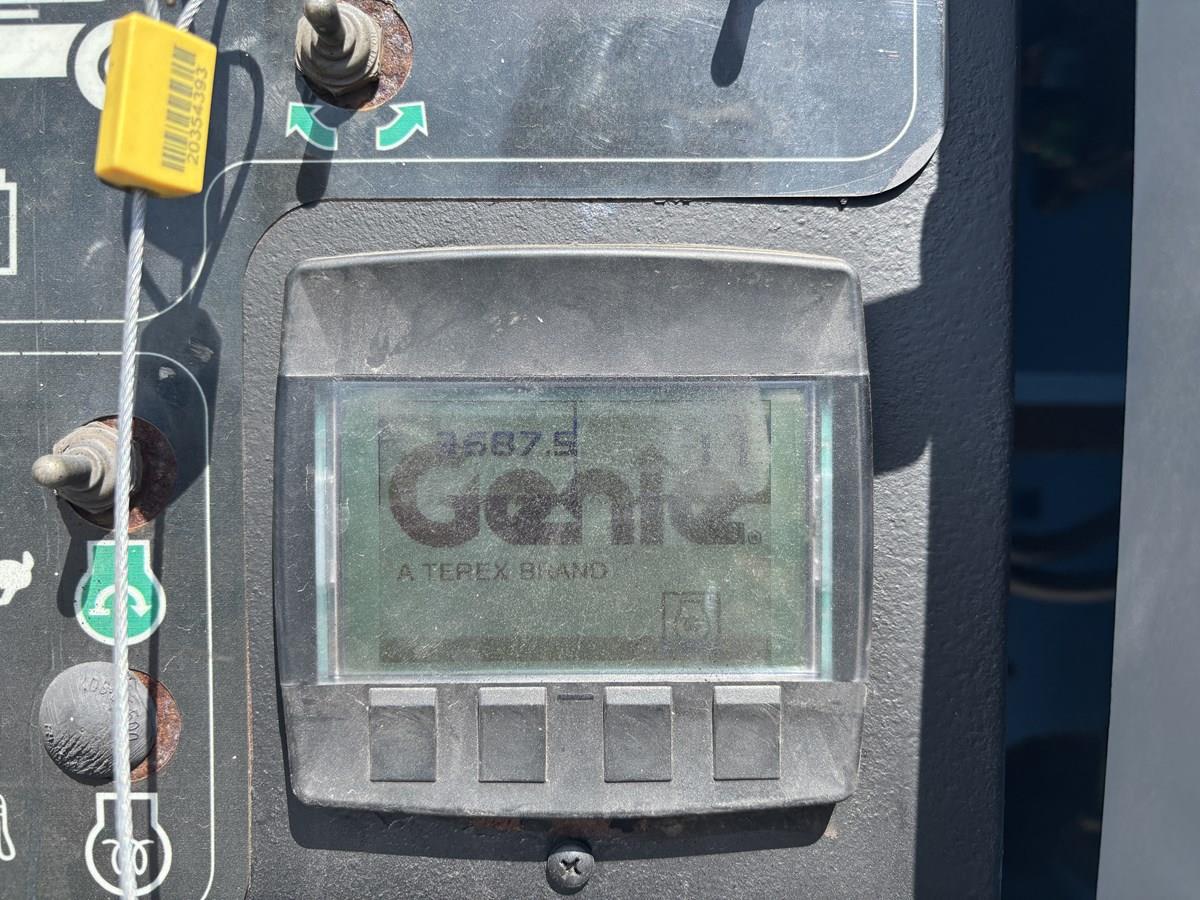 20354393
3687.5
Genie®
A TEREX BRAND